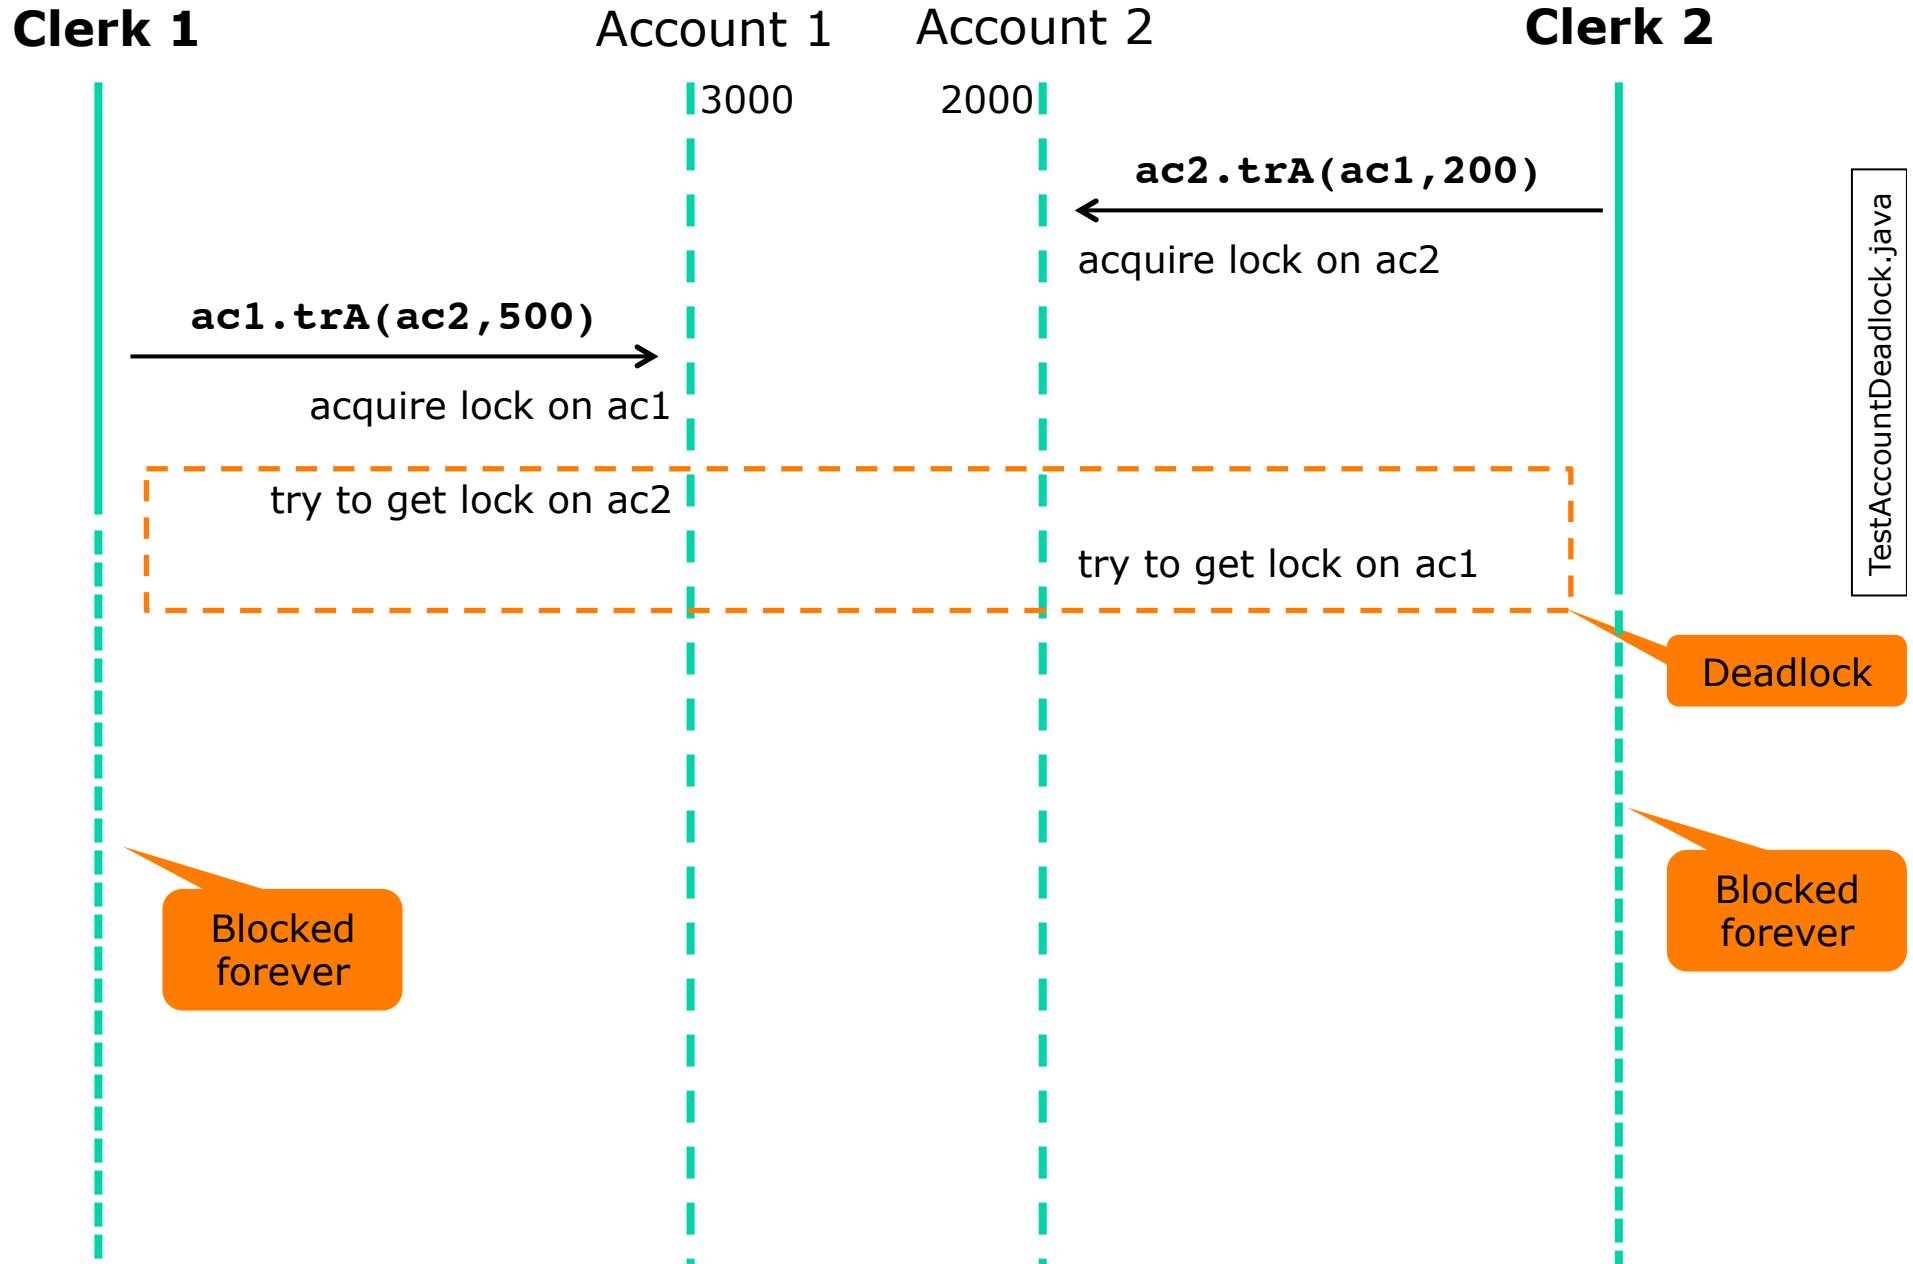 Clerk 1
Account 1
Account 2
Clerk 2
3000
2000
ac2.trA(ac1,200)
acquire lock on ac2
ac1.trA(ac2,500)
acquire lock on ac1
try to get lock on ac2
try to get lock on ac1
TestAccountDeadlock.java
Deadlock
Blocked
forever
Blocked
forever